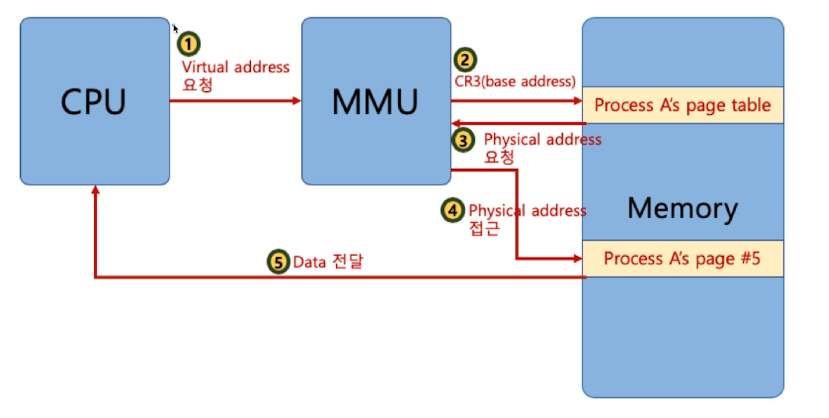 CPU
1
Virtual address
요청
MMU
2
CR3(base address)
Process A's page table
3
Physical address
요청
4
Physical address
접근
Memory
Process A's page #5
5
Data 전달